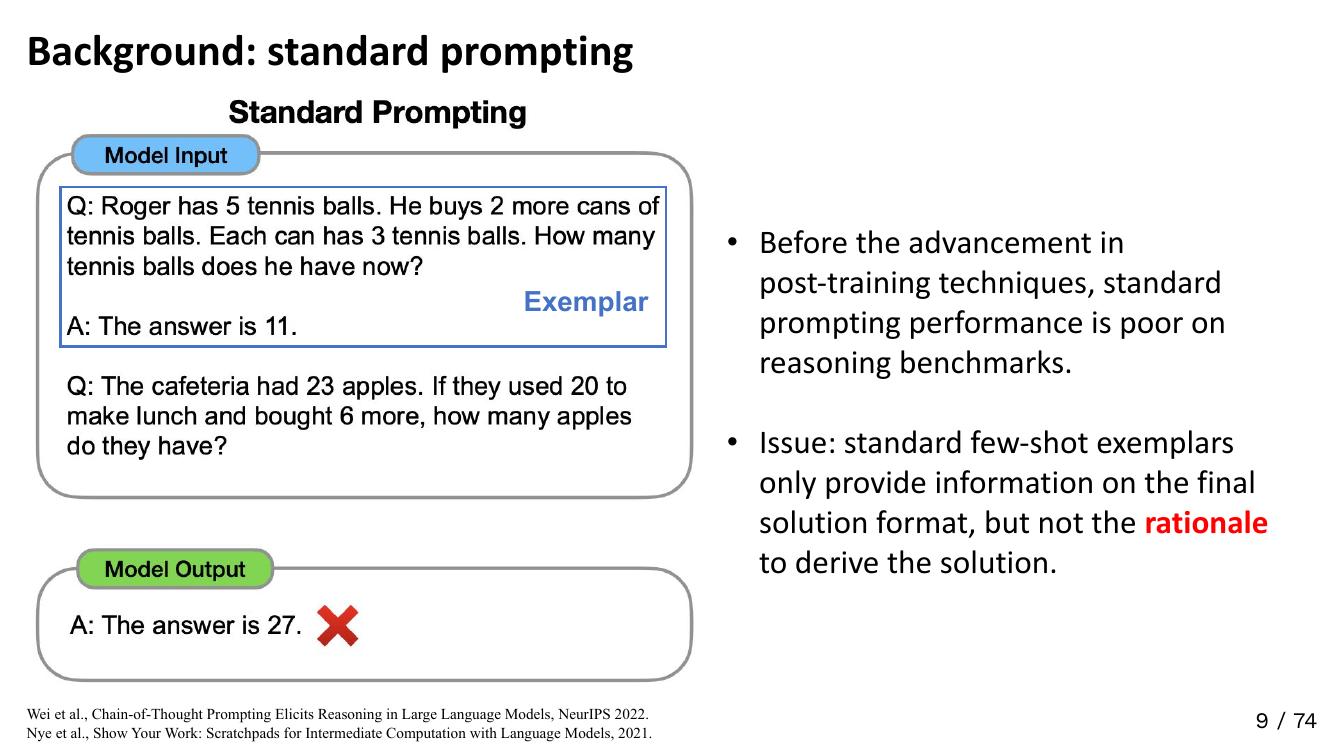 Background: standard prompting
Standard Prompting
Model Input
Q: Roger has 5 tennis balls. He buys 2 more cans of
tennis balls. Each can has 3 tennis balls. How many
tennis balls does he have now?
Exemplar
A: The answer is 11.
Q: The cafeteria had 23 apples. If they used 20 to
make lunch and bought 6 more, how many apples
do they have?
Model Output
A: The answer is 27.
• Before the advancement in
post-training techniques, standard
prompting performance is poor on
reasoning benchmarks.
• Issue: standard few-shot exemplars
only provide information on the final
solution format, but not the rationale
to derive the solution.
Wei et al., Chain-of-Thought Prompting Elicits Reasoning in Large Language Models, NeurIPS 2022.
Nye et al., Show Your Work: Scratchpads for Intermediate Computation with Language Models, 2021.
9 / 74